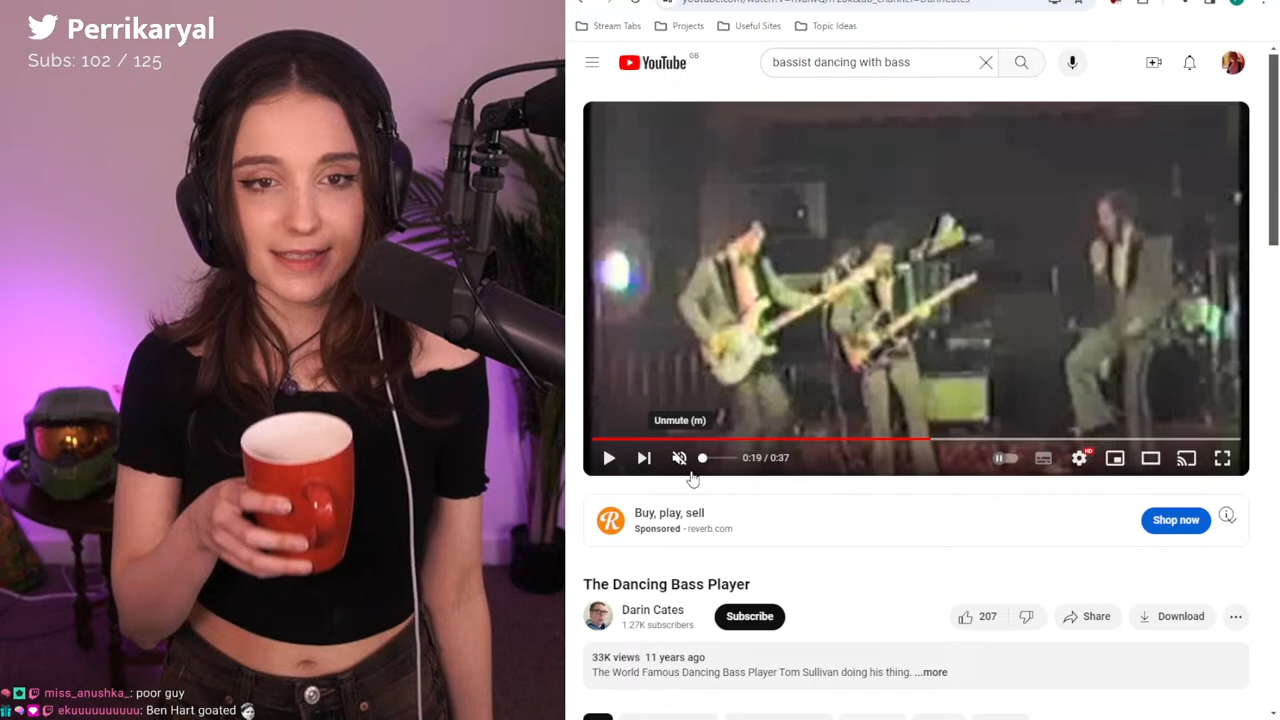 Perrikaryal
Subs: 102 / 125
Stream Tabs
Projects
Useful Sites
Topic Ideas
YouTube GB
bassist dancing with bass
Unmute (m)
0:19 / 0:37
HD
Buy, play, sell
Sponsored · reverb.com
Shop now
The Dancing Bass Player
Darin Cates
1.27K subscribers
Subscribe
207
Share
Download
33K views 11 years ago
The World Famous Dancing Bass Player Tom Sullivan doing his thing. ...more
miss_anushka_: poor guy
ekuuuuuuuuuu: Ben Hart goated